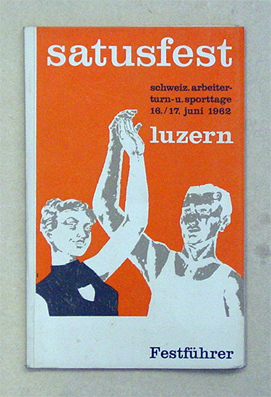 satusfest
schweiz. arbeiter-
turn- u. sporttage
16./17. juni 1962
luzern
Festführer